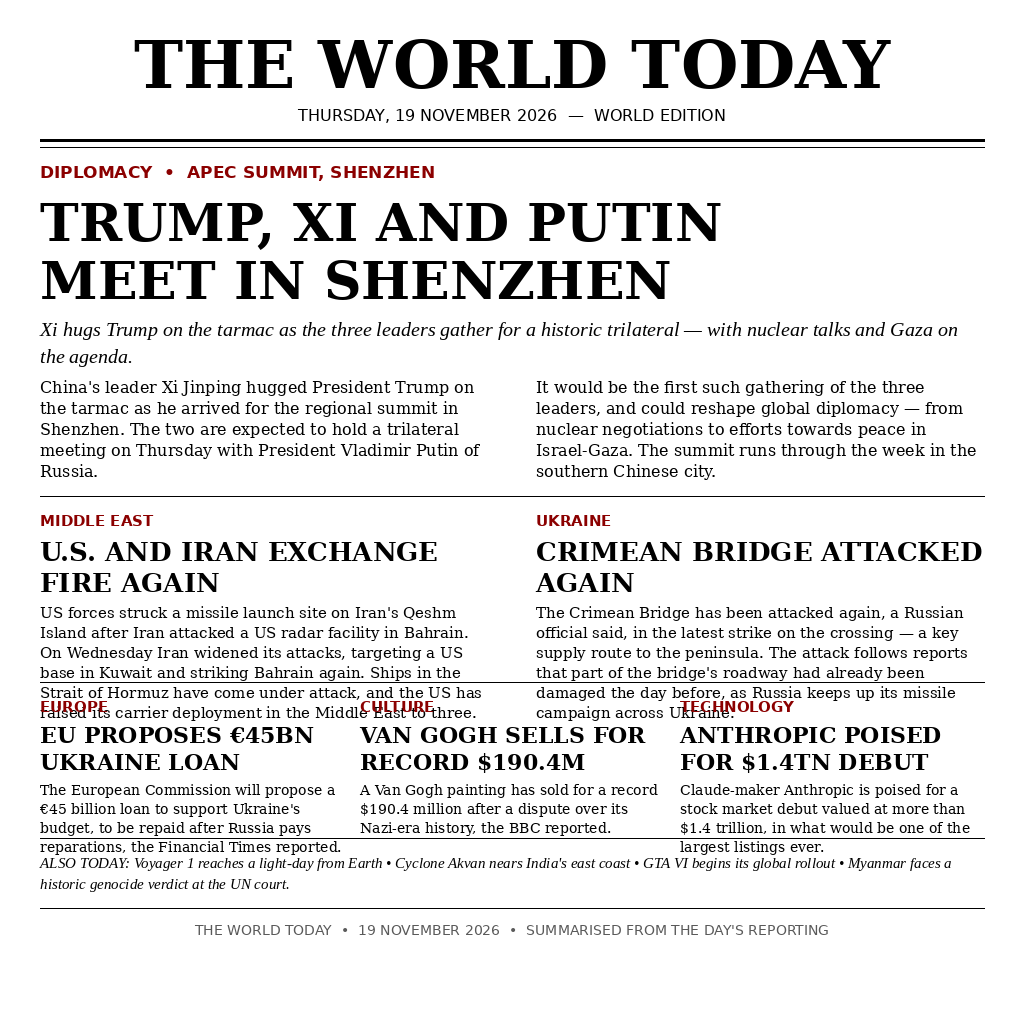 THE WORLD TODAY
THURSDAY, 19 NOVEMBER 2026 — WORLD EDITION
DIPLOMACY • APEC SUMMIT, SHENZHEN
TRUMP, XI AND PUTIN
MEET IN SHENZHEN
Xi hugs Trump on the tarmac as the three leaders gather for a historic trilateral — with nuclear talks and Gaza on
the agenda.
China's leader Xi Jinping hugged President Trump on
the tarmac as he arrived for the regional summit in
Shenzhen. The two are expected to hold a trilateral
meeting on Thursday with President Vladimir Putin of
Russia.
It would be the first such gathering of the three
leaders, and could reshape global diplomacy — from
nuclear negotiations to efforts towards peace in
Israel-Gaza. The summit runs through the week in the
southern Chinese city.
MIDDLE EAST
U.S. AND IRAN EXCHANGE
FIRE AGAIN
US forces struck a missile launch site on Iran's Qeshm
Island after Iran attacked a US radar facility in Bahrain.
On Wednesday Iran widened its attacks, targeting a US
base in Kuwait and striking Bahrain again. Ships in the
Strait of Hormuz have come under attack, and the US has
raised its carrier deployment in the Middle East to three.
UKRAINE
CRIMEAN BRIDGE ATTACKED
AGAIN
The Crimean Bridge has been attacked again, a Russian
official said, in the latest strike on the crossing — a key
supply route to the peninsula. The attack follows reports
that part of the bridge's roadway had already been
damaged the day before, as Russia keeps up its missile
campaign across Ukraine.
EUROPE
EU PROPOSES €45BN
UKRAINE LOAN
The European Commission will propose a
€45 billion loan to support Ukraine's
budget, to be repaid after Russia pays
reparations, the Financial Times reported.
CULTURE
VAN GOGH SELLS FOR
RECORD $190.4M
A Van Gogh painting has sold for a record
$190.4 million after a dispute over its
Nazi-era history, the BBC reported.
TECHNOLOGY
ANTHROPIC POISED
FOR $1.4TN DEBUT
Claude-maker Anthropic is poised for a
stock market debut valued at more than
$1.4 trillion, in what would be one of the
largest listings ever.
ALSO TODAY: Voyager 1 reaches a light-day from Earth • Cyclone Akvan nears India's east coast • GTA VI begins its global rollout • Myanmar faces a
historic genocide verdict at the UN court.
THE WORLD TODAY • 19 NOVEMBER 2026 • SUMMARISED FROM THE DAY'S REPORTING